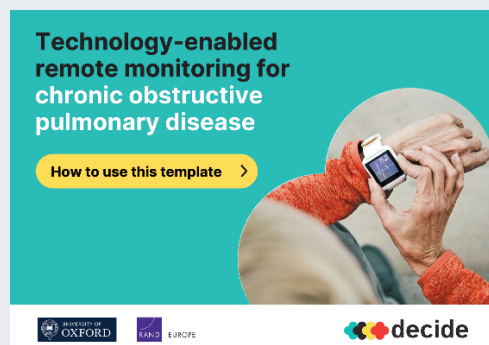 Technology-enabled
remote monitoring for
chronic obstructive
pulmonary disease
How to use this template
UNIVERSITY OF
OXFORD
RAND EUROPE
decide